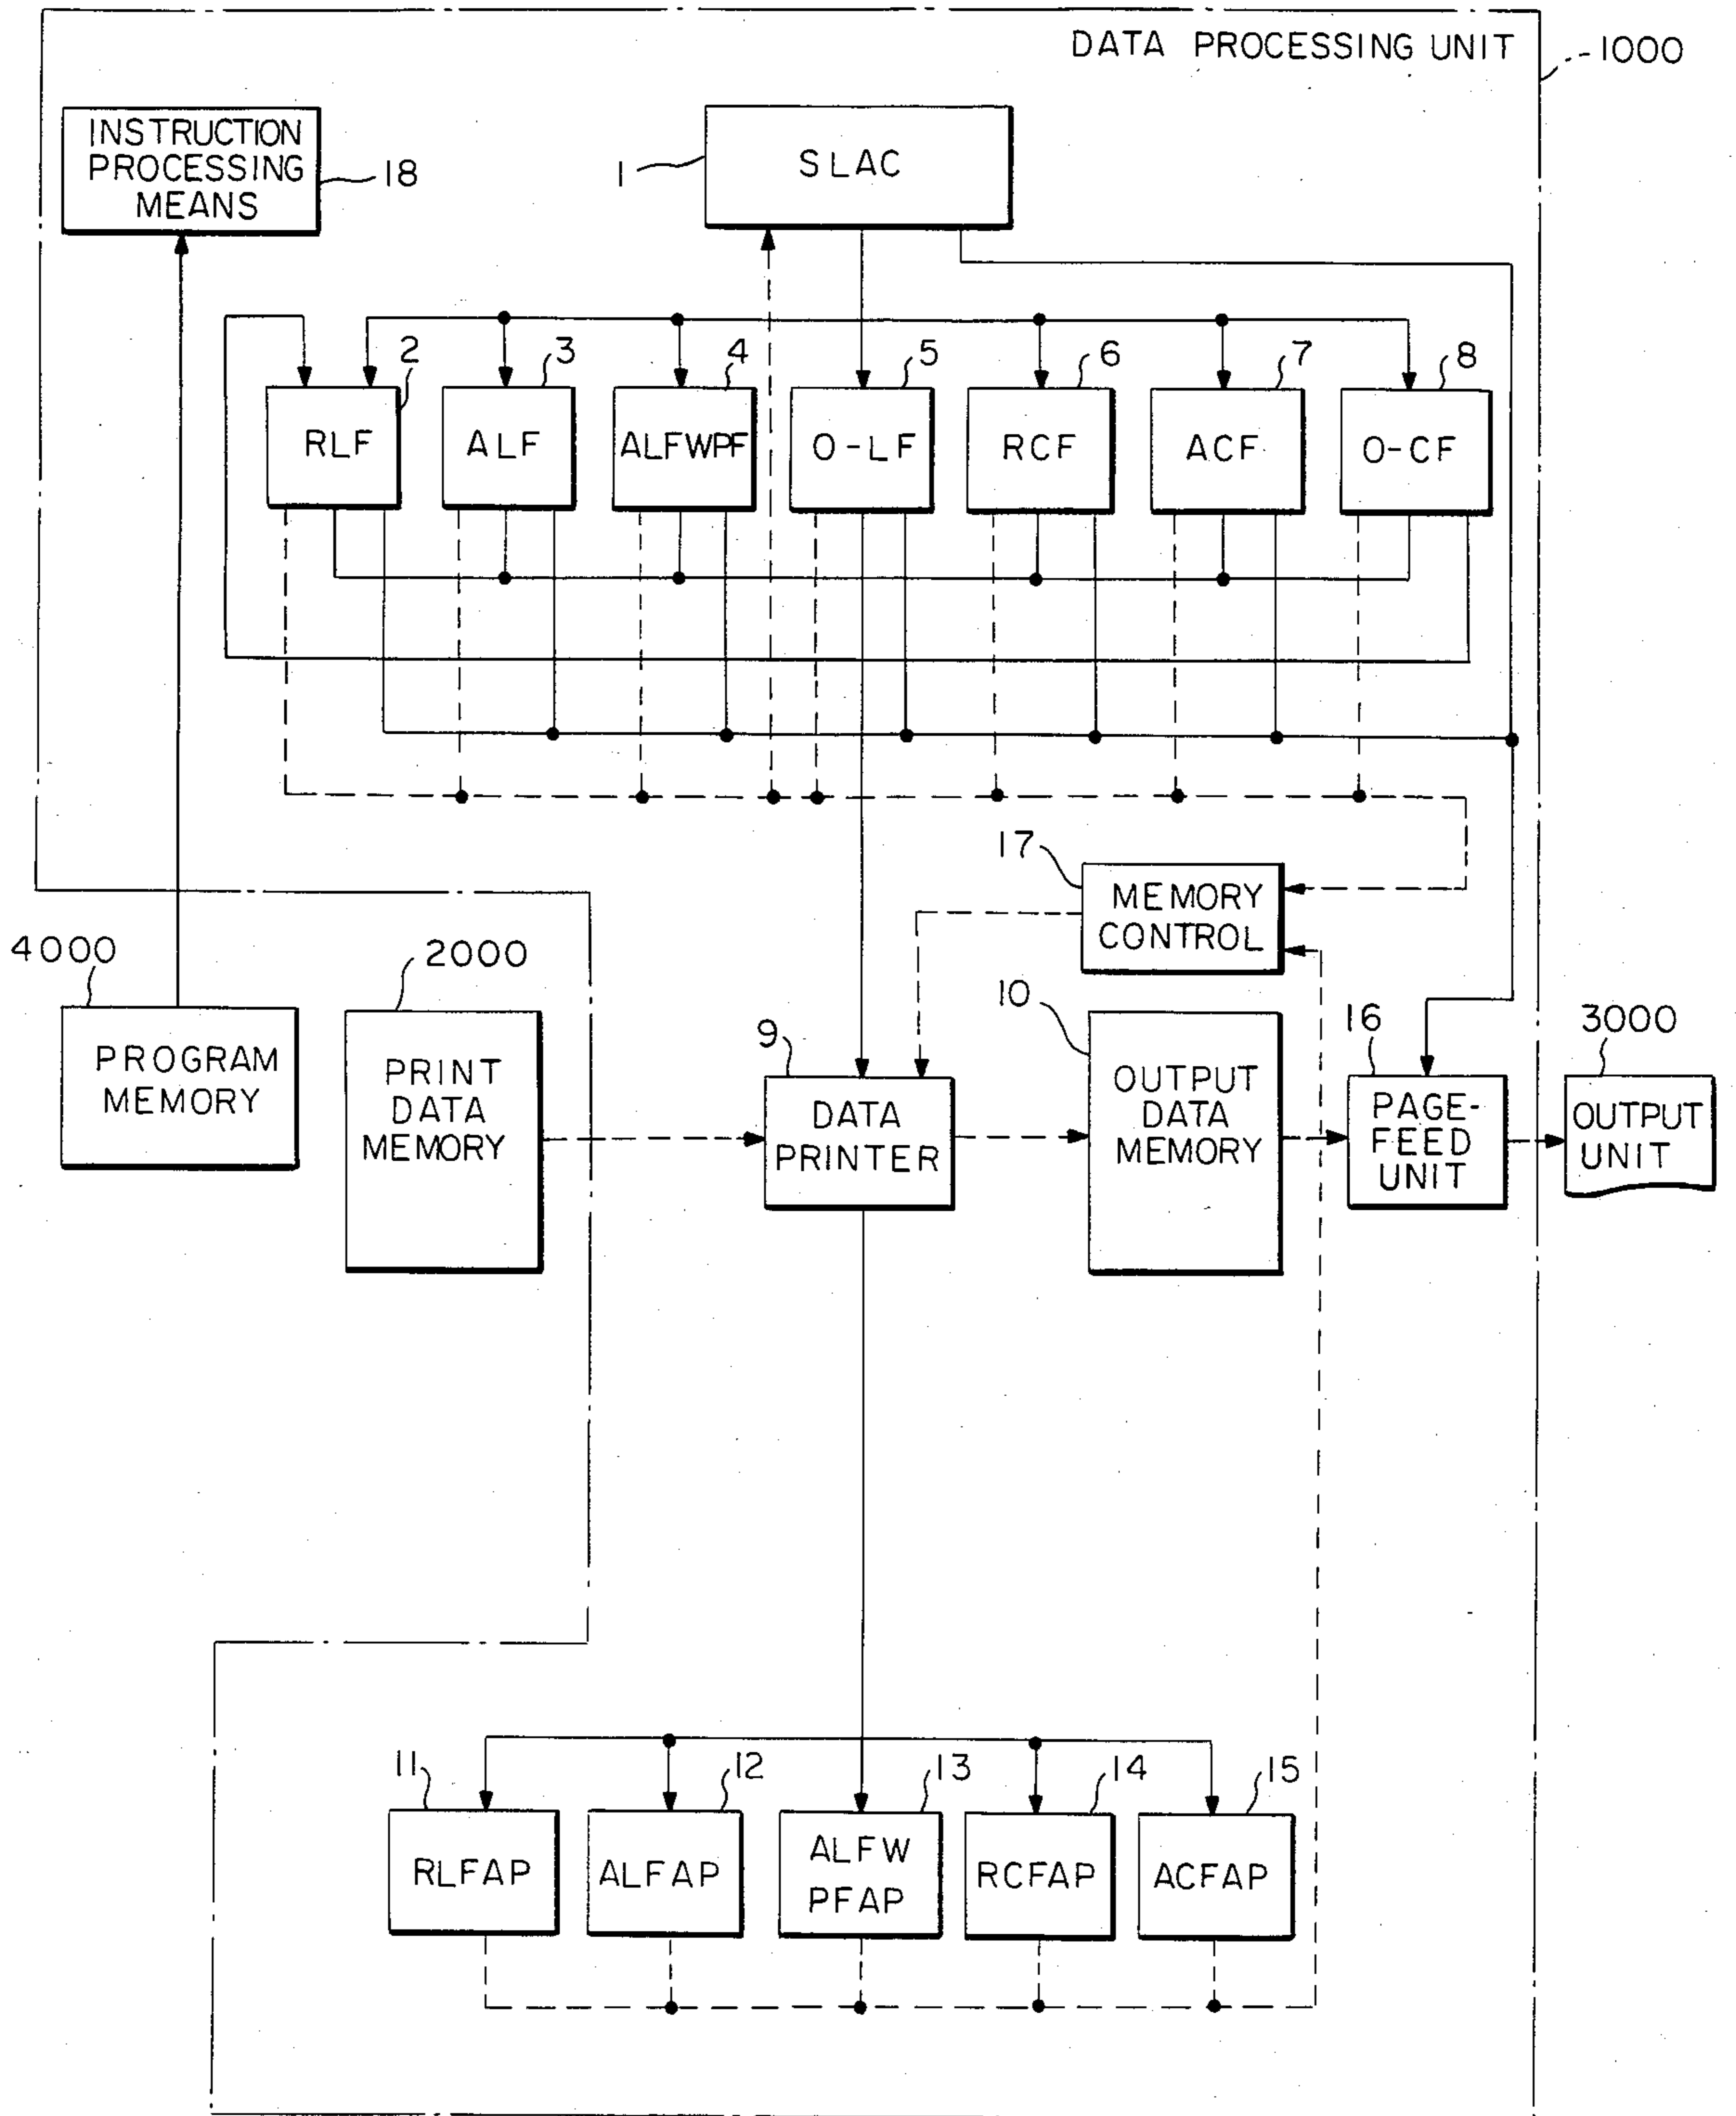 DATA PROCESSING UNIT
1000
INSTRUCTION
PROCESSING
MEANS
18
1
SLAC
2
3
4
5
6
7
8
RLF
ALF
ALFWPF
O-LF
RCF
ACF
O-CF
17
MEMORY
CONTROL
4000
2000
10
16
3000
9
PROGRAM
MEMORY
PRINT
DATA
MEMORY
DATA
PRINTER
OUTPUT
DATA
MEMORY
PAGE-
FEED
UNIT
OUTPUT
UNIT
11
12
13
14
15
RLFAP
ALFAP
ALFW
PFAP
RCFAP
ACFAP